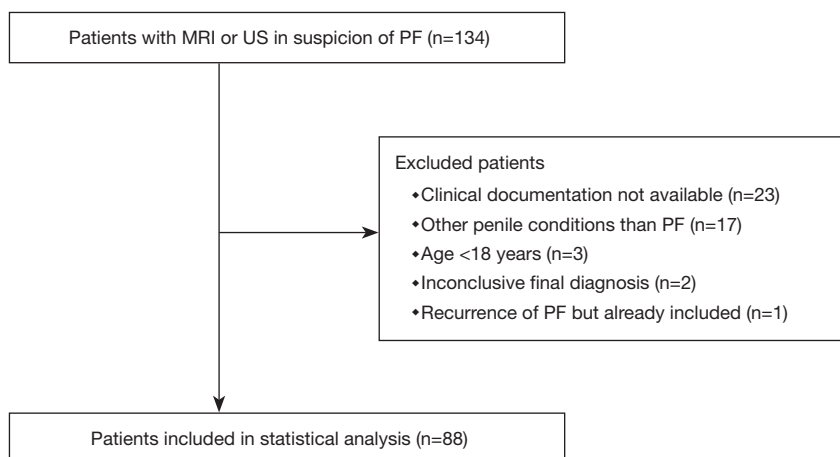 Patients with MRI or US in suspicion of PF (n=134)
Excluded patients
◆Clinical documentation not available (n=23)
◆Other penile conditions than PF (n=17)
◆Age <18 years (n=3)
◆Inconclusive final diagnosis (n=2)
◆Recurrence of PF but already included (n=1)
Patients included in statistical analysis (n=88)